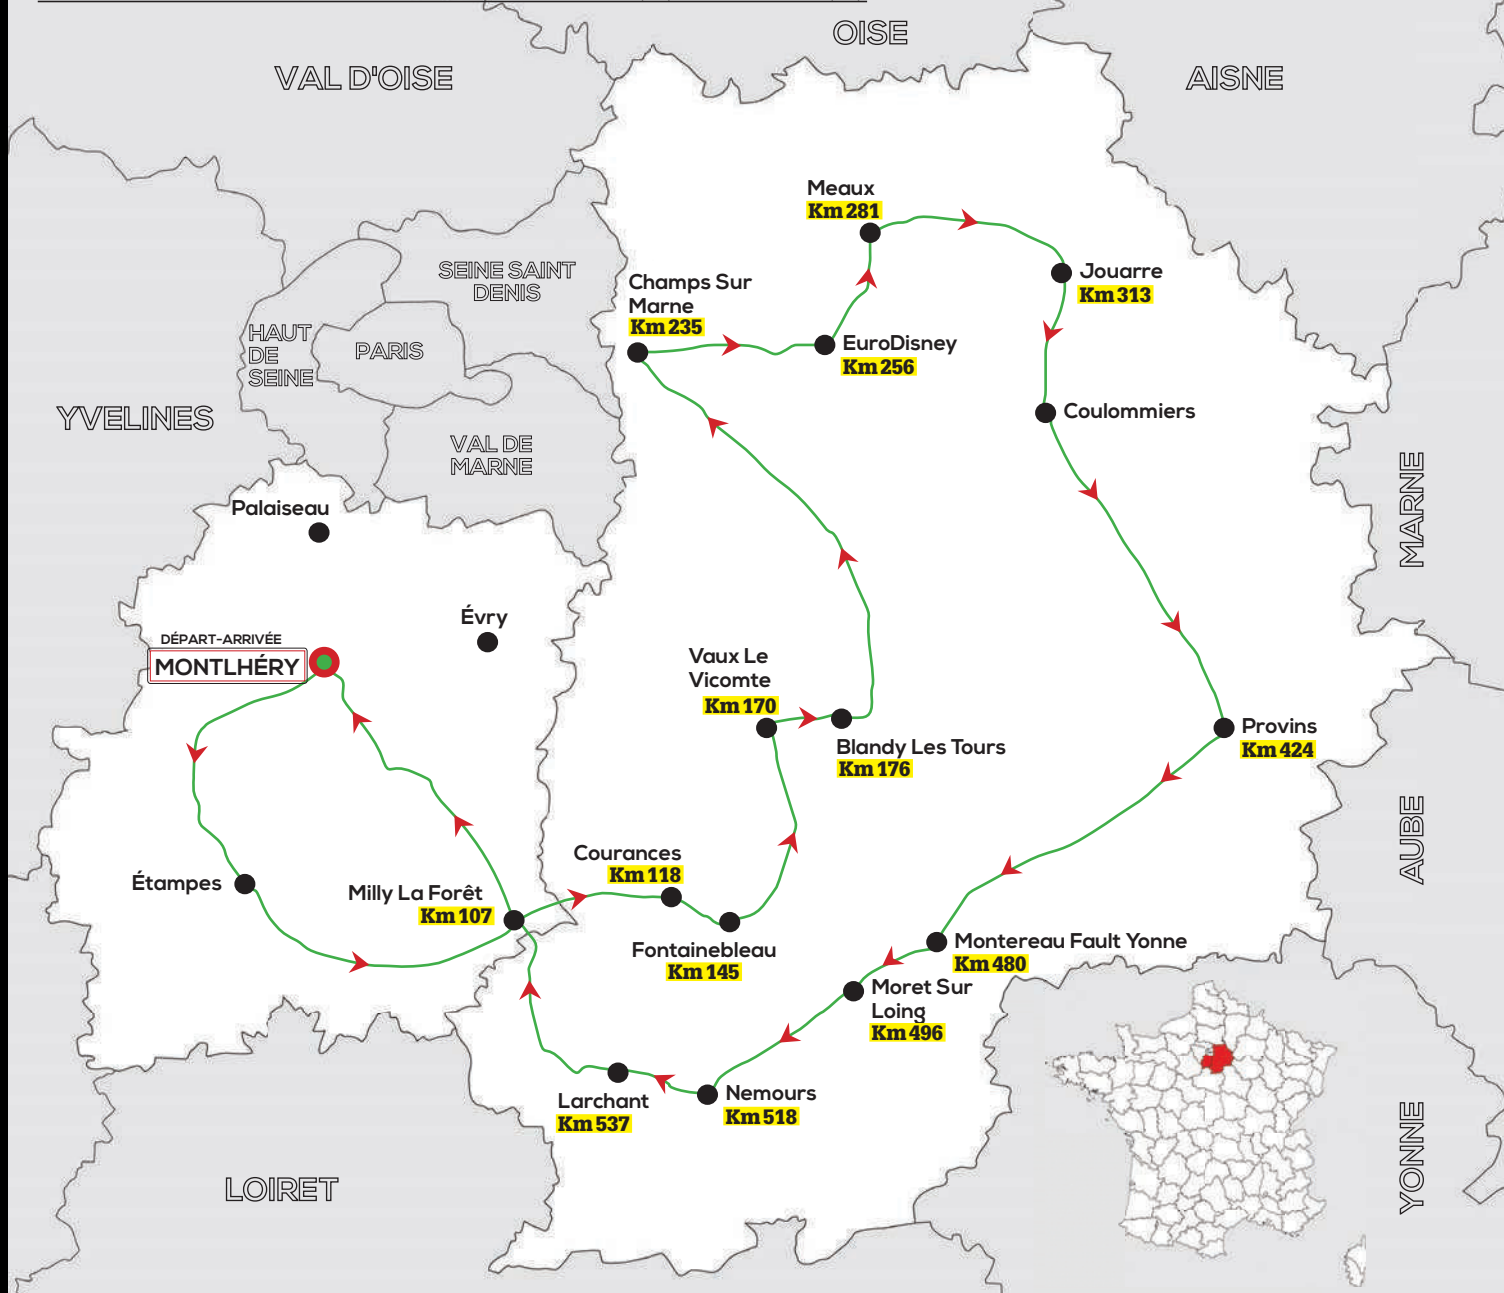 OISE
VAL D'OISE
AISNE
Meaux
Km 281
SEINE SAINT
DENIS
Champs Sur
Marne
Km 235
Jouarre
Km 313
HAUT
DE
SEINE
PARIS
EuroDisney
Km 256
YVELINES
Coulommiers
VAL DE
MARNE
MARNE
Palaiseau
Évry
DÉPART-ARRIVÉE
MONTLHÉRY
Vaux Le
Vicomte
Km 170
Blandy Les Tours
Km 176
Provins
Km 424
AUBE
Courances
Km 118
Étampes
Milly La Forêt
Km 107
Fontainebleau
Km 145
Montereau Fault Yonne
Km 480
Moret Sur
Loing
Km 496
Larchant
Km 537
Nemours
Km 518
YONNE
LOIRET